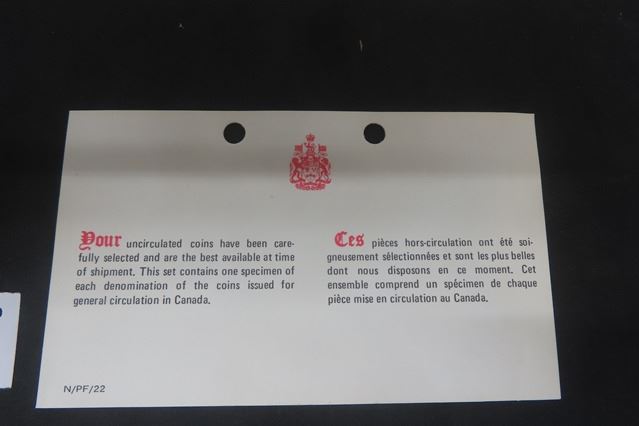 Your uncirculated coins have been care-
fully selected and are the best available at time
of shipment. This set contains one specimen of
each denomination of the coins issued for
general circulation in Canada.
Ces pièces hors-circulation ont été soi-
gneusement sélectionnées et sont les plus belles
dont nous disposons en ce moment. Cet
ensemble comprend un spécimen de chaque
pièce mise en circulation au Canada.
N/PF/22